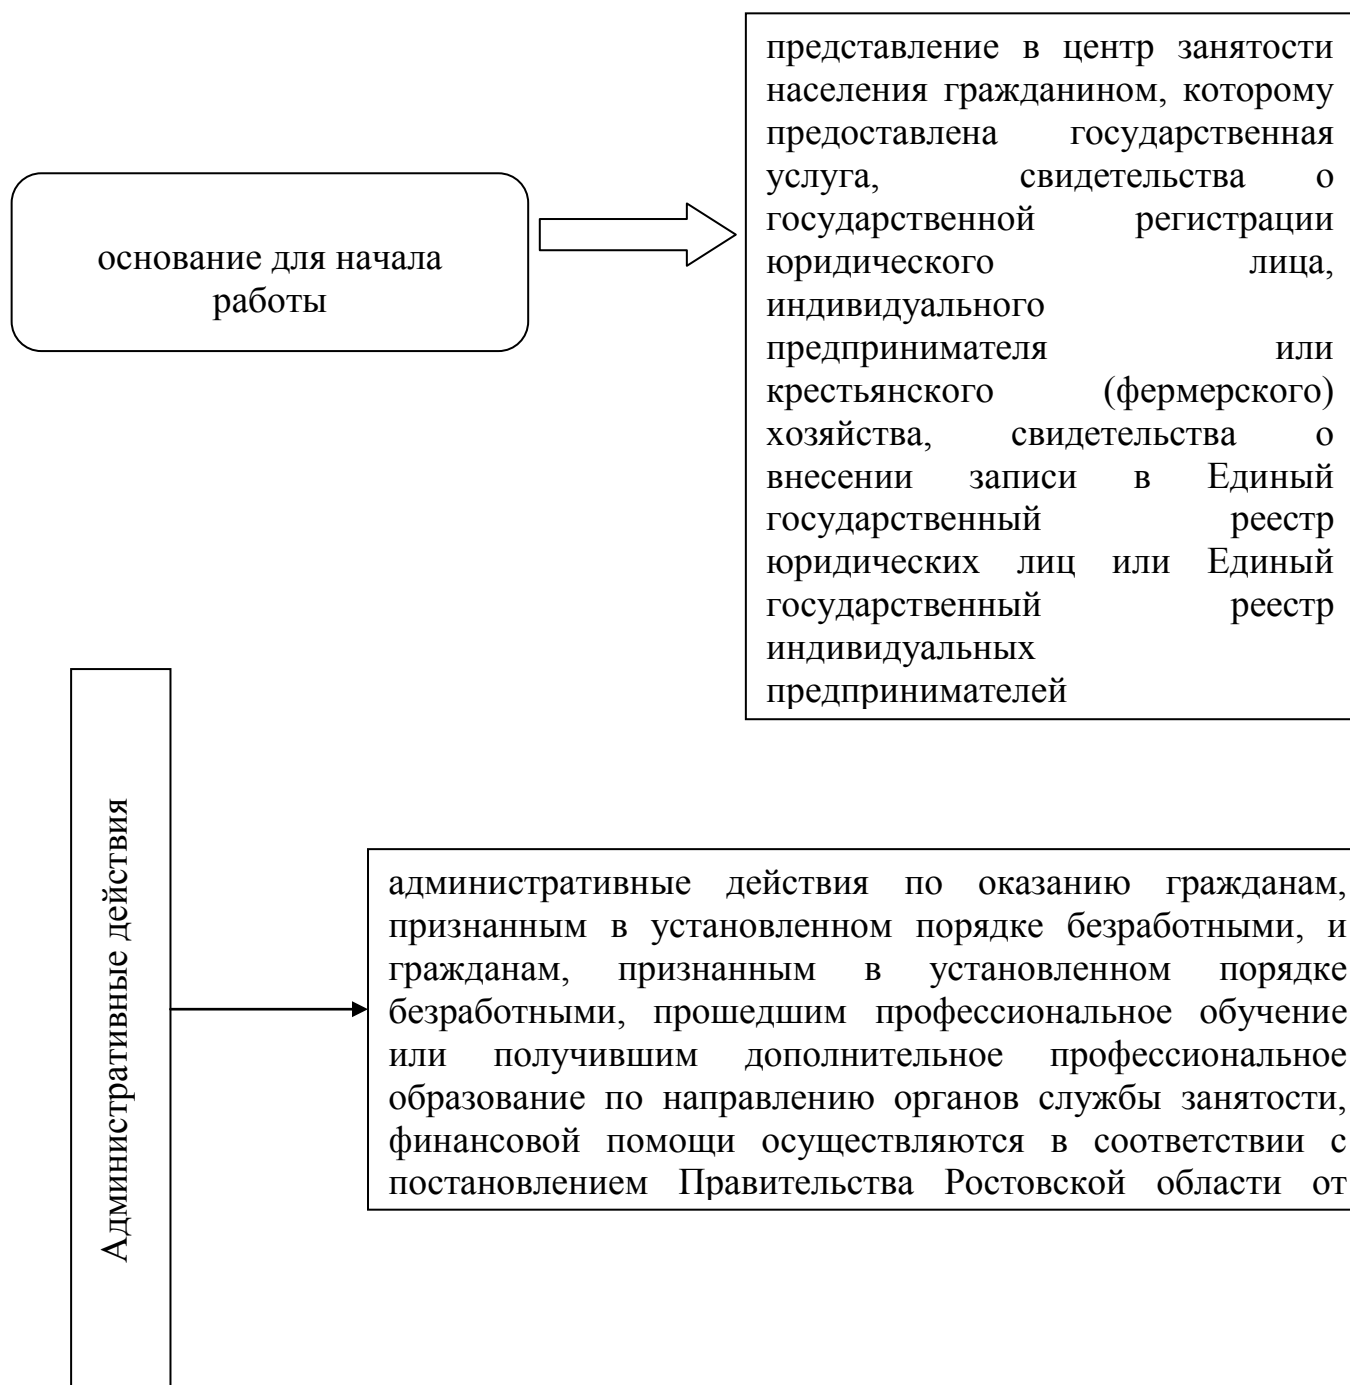 представление в центр занятости
населения гражданином, которому
предоставлена государственная
услуга, свидетельства о
государственной регистрации
юридического лица,
индивидуального
предпринимателя или
крестьянского (фермерского)
хозяйства, свидетельства о
внесении записи в Единый
государственный реестр
юридических лиц или Единый
государственный реестр
индивидуальных
предпринимателей
основание для начала
работы
Административные действия
административные действия по оказанию гражданам,
признанным в установленном порядке безработными, и
гражданам, признанным в установленном порядке
безработными, прошедшим профессиональное обучение
или получившим дополнительное профессиональное
образование по направлению органов службы занятости,
финансовой помощи осуществляются в соответствии с
постановлением Правительства Ростовской области от